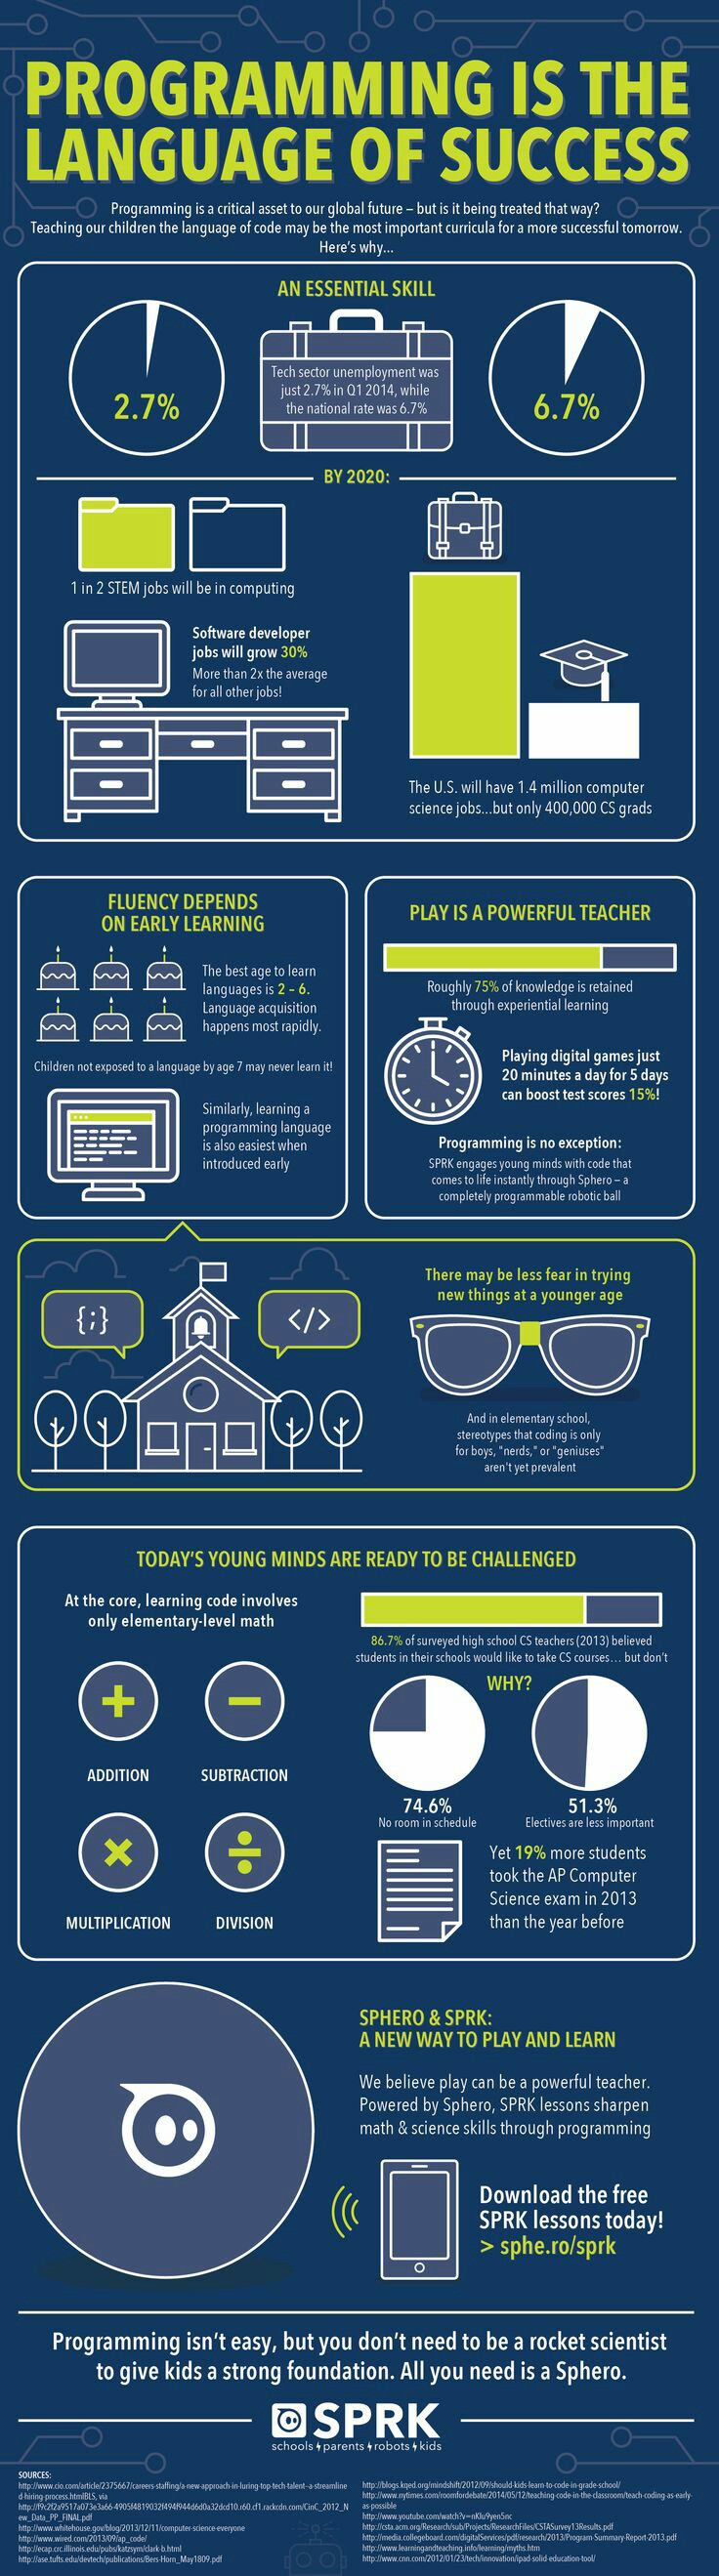 PROGRAMMING IS THE
LANGUAGE OF SUCCESS
Programming is a critical asset to our global future – but is it being treated that way?
Teaching our children the language of code may be the most important curricula for a more successful tomorrow.
Here's why...
AN ESSENTIAL SKILL
2.7%
Tech sector unemployment was
just 2.7% in Q1 2014, while
the national rate was 6.7%
6.7%
BY 2020:
1 in 2 STEM jobs will be in computing
Software developer
jobs will grow 30%
More than 2x the average
for all other jobs!
The U.S. will have 1.4 million computer
science jobs...but only 400,000 CS grads
FLUENCY DEPENDS
ON EARLY LEARNING
The best age to learn
languages is 2 – 6.
Language acquisition
happens most rapidly.
Children not exposed to a language by age 7 may never learn it!
Similarly, learning a
programming language
is also easiest when
introduced early
PLAY IS A POWERFUL TEACHER
Roughly 75% of knowledge is retained
through experiential learning
Playing digital games just
20 minutes a day for 5 days
can boost test scores 15%!
Programming is no exception:
SPRK engages young minds with code that
comes to life instantly through Sphero – a
completely programmable robotic ball
{;}
</>
There may be less fear in trying
new things at a younger age
And in elementary school,
stereotypes that coding is only
for boys, "nerds," or "geniuses"
aren't yet prevalent
TODAY'S YOUNG MINDS ARE READY TO BE CHALLENGED
At the core, learning code involves
only elementary-level math
+
−
ADDITION
SUBTRACTION
×
÷
MULTIPLICATION
DIVISION
86.7% of surveyed high school CS teachers (2013) believed
students in their schools would like to take CS courses... but don't
WHY?
74.6%
No room in schedule
51.3%
Electives are less important
Yet 19% more students
took the AP Computer
Science exam in 2013
than the year before
SPHERO & SPRK:
A NEW WAY TO PLAY AND LEARN
We believe play can be a powerful teacher.
Powered by Sphero, SPRK lessons sharpen
math & science skills through programming
Download the free
SPRK lessons today!
> sphe.ro/sprk
Programming isn't easy, but you don't need to be a rocket scientist
to give kids a strong foundation. All you need is a Sphero.
SPRK
schools parents robots kids
SOURCES:
http://www.cio.com/article/2375667/careers-staffing/a-new-approach-in-luring-top-tech-talent--a-streamline
d-hiring-process.htmlBLS, via
ew_Data_PP_FINAL.pdf
http://www.whitehouse.gov/blog/2013/12/11/computer-science-everyone
http://www.wired.com/2013/09/ap_code/
http://ecap.crc.illinois.edu/pubs/katzsym/clark-b.html
http://ase.tufts.edu/devtech/publications/Bers-Horn_May1809.pdf
http://blogs.kqed.org/mindshift/2012/09/should-kids-learn-to-code-in-grade-school/
http://www.nytimes.com/roomfordebate/2014/05/12/teaching-code-in-the-classroom/teach-coding-as-early-
as-possible
http://www.youtube.com/watch?v=nKIu9yen5nc
http://csta.acm.org/Research/sub/Projects/ResearchFiles/CSTASurvey13Results.pdf
http://media.collegeboard.com/digitalServices/pdf/research/2013/Program-Summary-Report-2013.pdf
http://www.learningandteaching.info/learning/myths.htm
http://www.cnn.com/2012/01/23/tech/innovation/ipad-solid-education-tool/